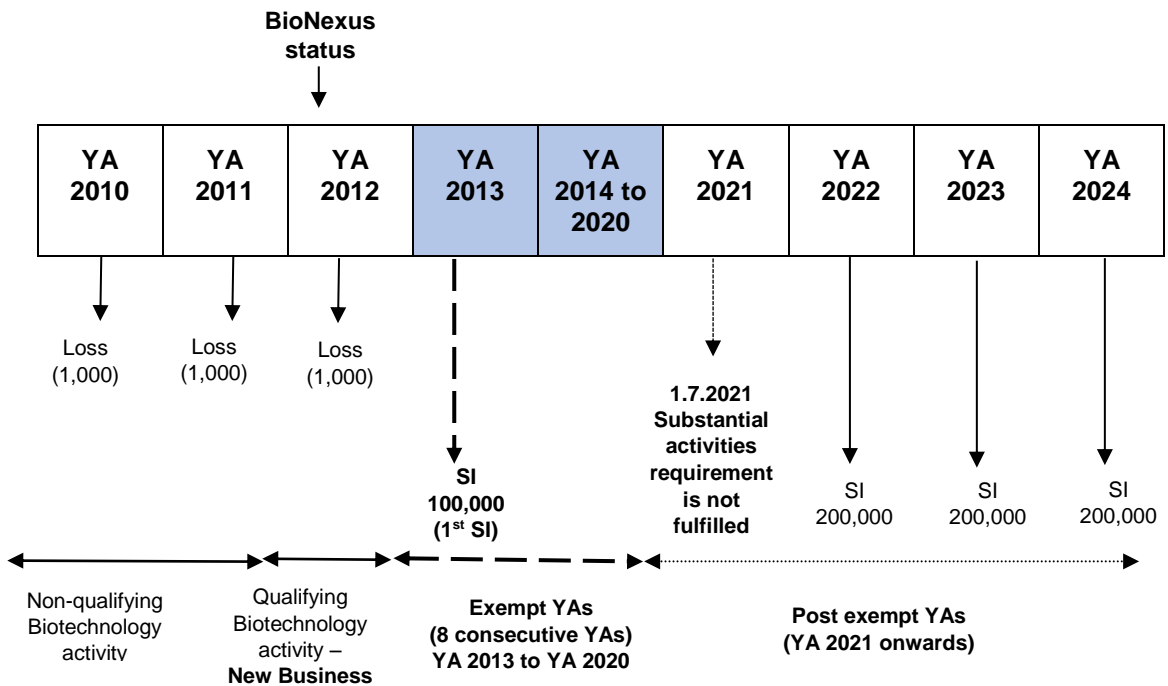 BioNexus
status
YA
2010
YA
2011
YA
2012
YA
2013
YA
2014 to
2020
YA
2021
YA
2022
YA
2023
YA
2024
Loss
(1,000)
Loss
(1,000)
Loss
(1,000)
SI
100,000
(1st SI)
1.7.2021
Substantial
activities
requirement
is not
fulfilled
SI
200,000
SI
200,000
SI
200,000
Non-qualifying
Biotechnology
activity
Qualifying
Biotechnology
activity –
New Business
Exempt YAs
(8 consecutive YAs)
YA 2013 to YA 2020
Post exempt YAs
(YA 2021 onwards)